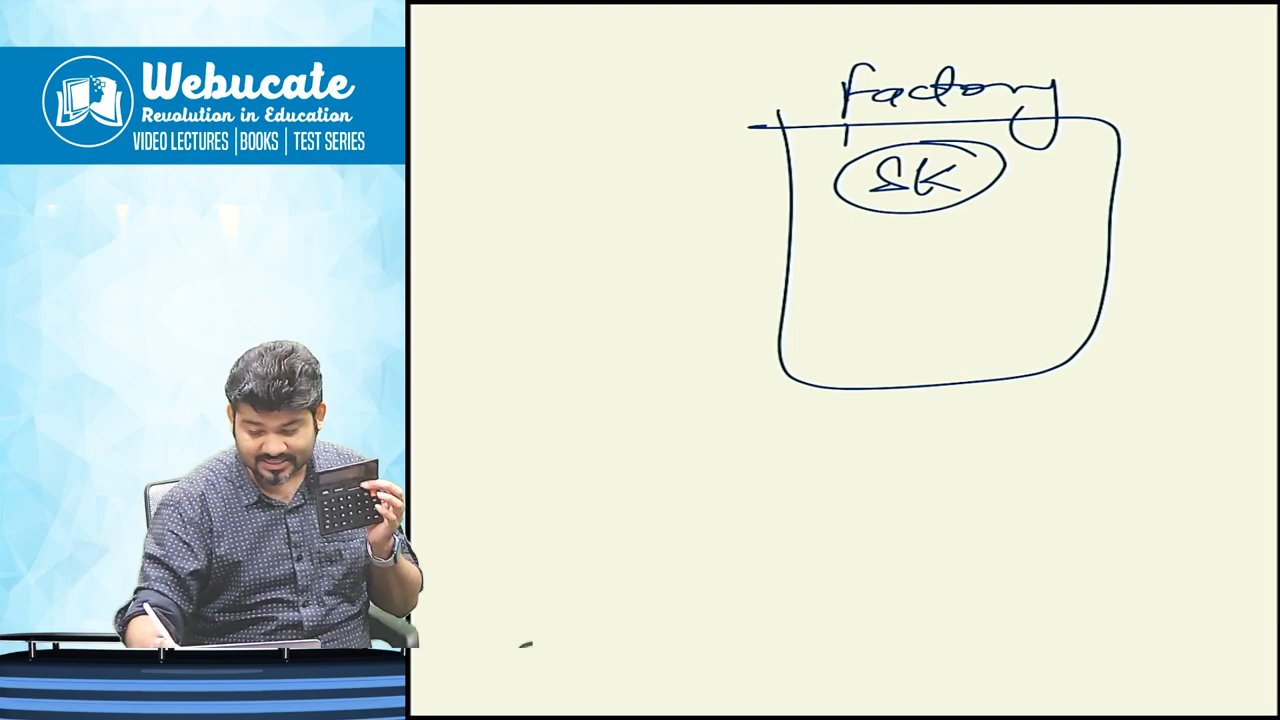 Webucate
Revolution in Education
VIDEO LECTURES | BOOKS | TEST SERIES
Factory
SK